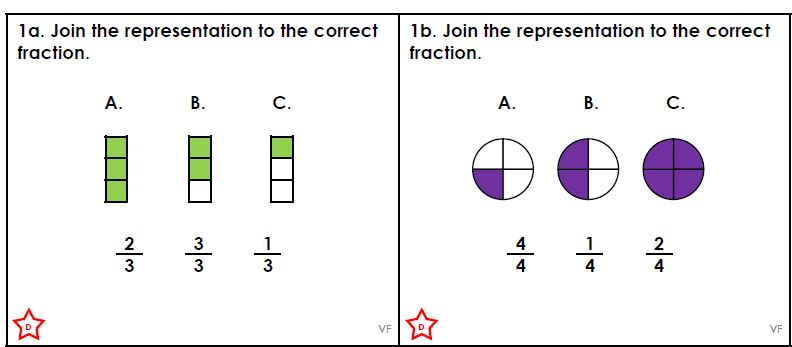 1a. Join the representation to the correct
fraction.
A. B. C.
2/3 3/3 1/3
D
VF
1b. Join the representation to the correct
fraction.
A. B. C.
4/4 1/4 2/4
D
VF